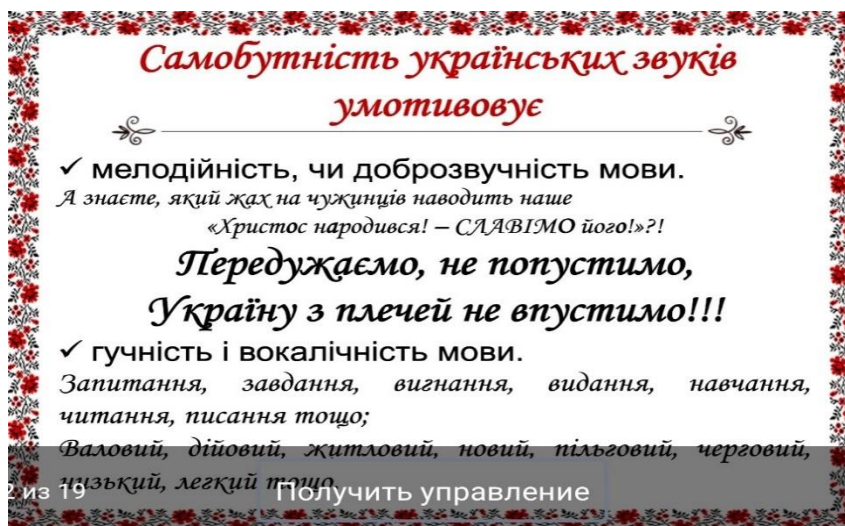 Самобутність українських звуків
умотивовує
✓ мелодійність, чи доброзвучність мови.
А знаєте, який жах на чужинців наводить наше
«Христос народився! – СЛАВІМО його!»?!
Передужаємо, не попустимо,
Україну з плечей не впустимо!!!
✓ гучність і вокалічність мови.
Запитання, завдання, вигнання, видання, навчання,
читання, писання тощо;
Валовий, дійовий, житловий, новий, пільговий, черговий,
низький, легкий тощо.
2 из 19 Получить управление